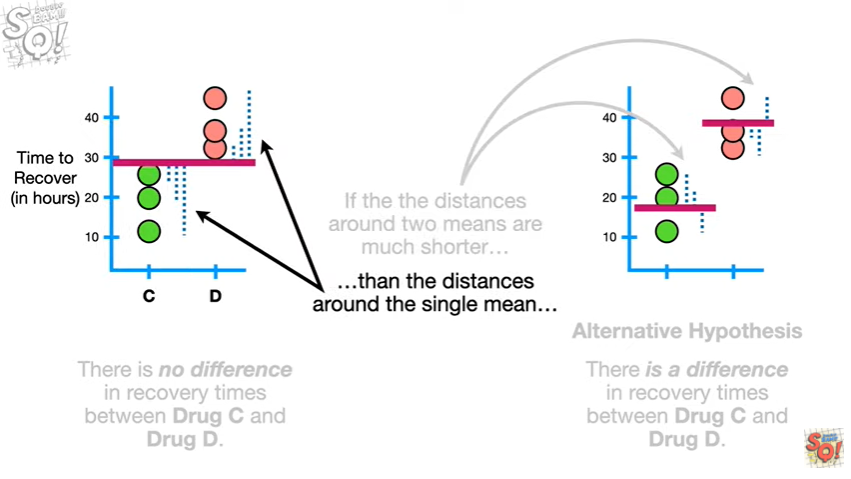 40
30
20
10
Time to
Recover
(in hours)
C
D
If the the distances
around two means are
much shorter…
…than the distances
around the single mean…
40
30
20
10
Alternative Hypothesis
There is no difference
in recovery times
between Drug C and
Drug D.
There is a difference
in recovery times
between Drug C and
Drug D.